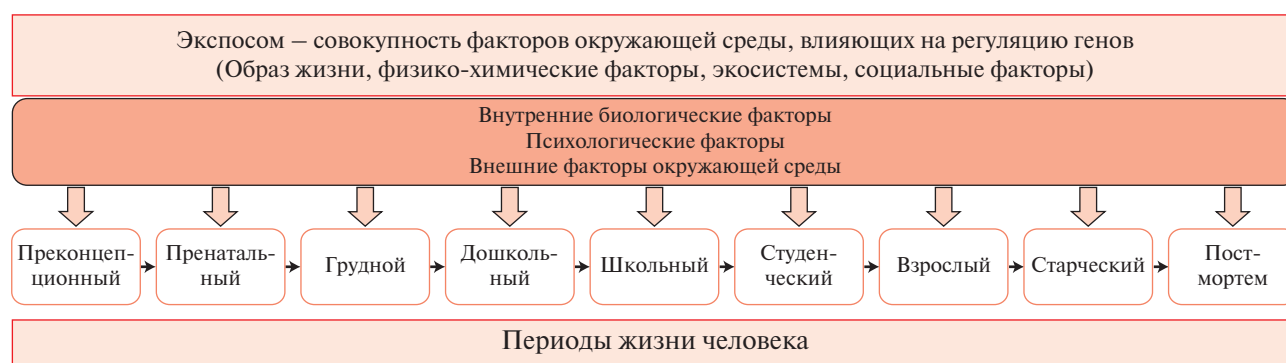 Экспосом – совокупность факторов окружающей среды, влияющих на регуляцию генов
(Образ жизни, физико-химические факторы, экосистемы, социальные факторы)
Внутренние биологические факторы
Психологические факторы
Внешние факторы окружающей среды
Преконцеп-
ционный
Пренаталь-
ный
Грудной
Дошколь-
ный
Школьный
Студен-
ческий
Взрослый
Старческий
Пост-
мортем
Периоды жизни человека